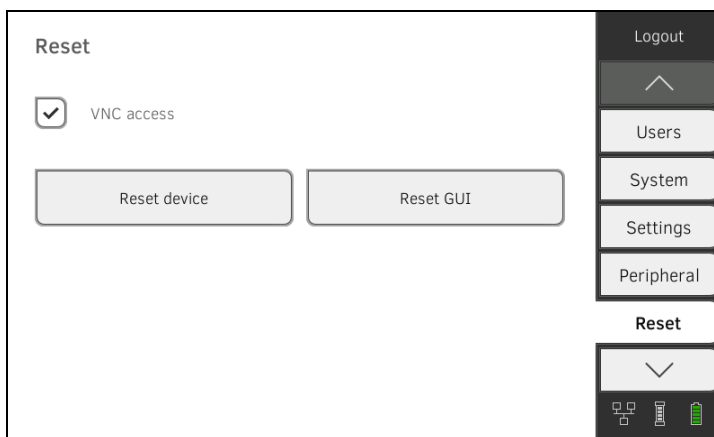 Reset
VNC access
Reset device
Reset GUI
Logout
Users
System
Settings
Peripheral
Reset